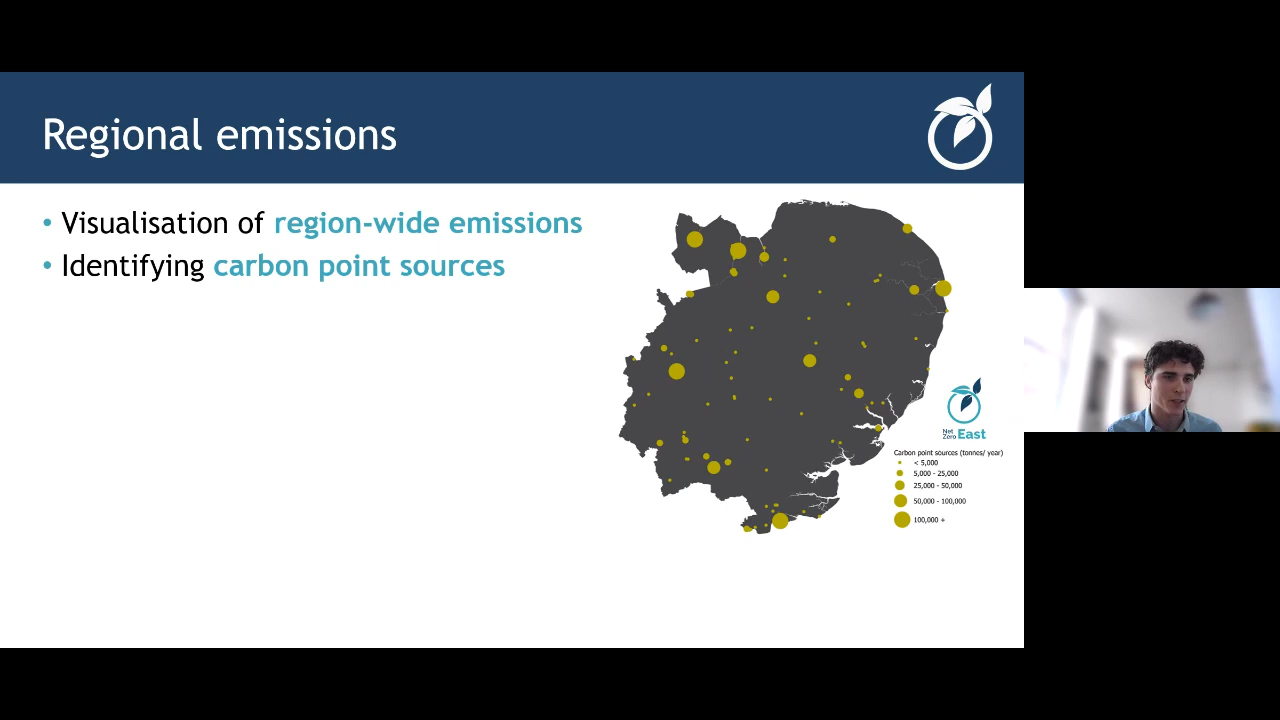 Regional emissions
• Visualisation of region-wide emissions
• Identifying carbon point sources
Net Zero East
Carbon point sources (tonnes/ year)
< 5,000
5,000 - 25,000
25,000 - 50,000
50,000 - 100,000
100,000 +